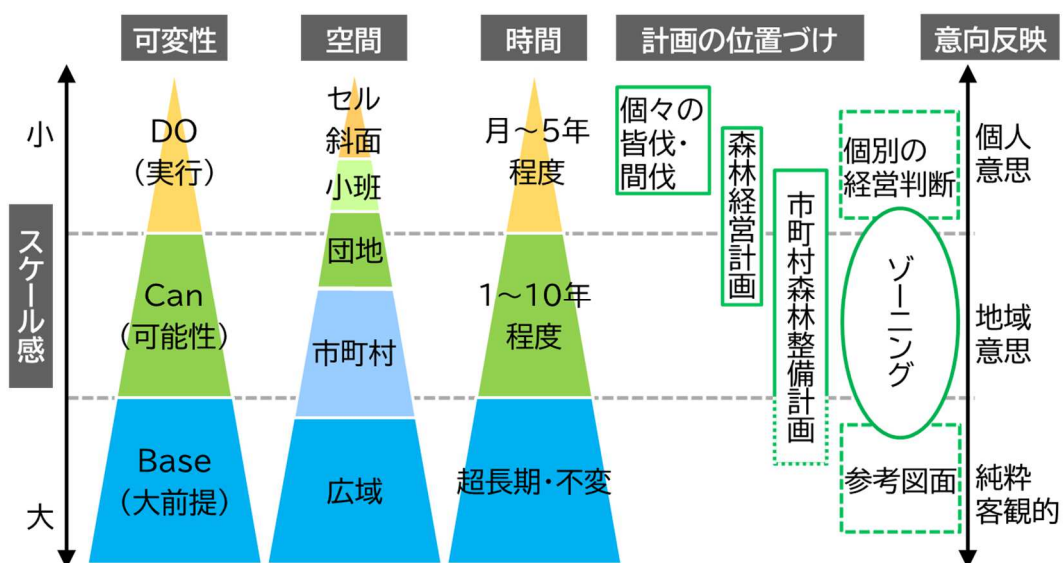 可変性
空間
時間
計画の位置づけ
意向反映
スケール感
小
大
DO
（実行）
Can
（可能性）
Base
（大前提）
セル
斜面
小班
団地
市町村
広域
月～5年
程度
1～10年
程度
超長期・不変
個々の
皆伐・
間伐
森林経営計画
市町村森林整備計画
個別の
経営判断
ゾーニング
参考図面
個人
意思
地域
意思
純粋
客観的